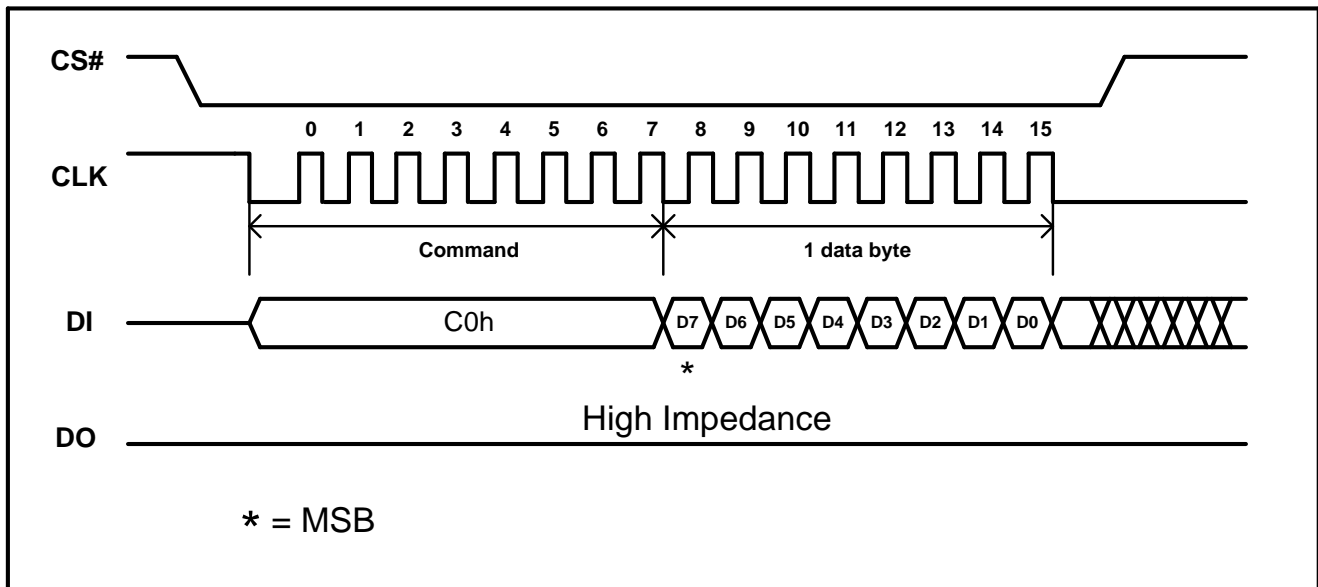 CS#
0 1 2 3 4 5 6 7 8 9 10 11 12 13 14 15
CLK
Command 1 data byte
DI C0h D7 D6 D5 D4 D3 D2 D1 D0
*
High Impedance
DO
* = MSB